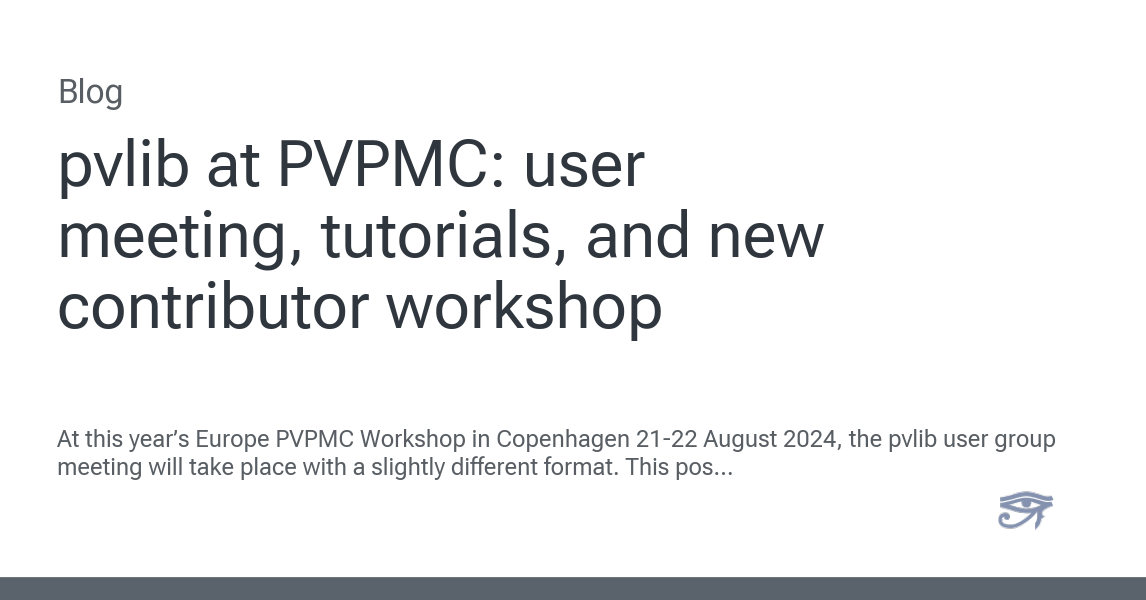 Blog
pvlib at PVPMC: user
meeting, tutorials, and new
contributor workshop
At this year’s Europe PVPMC Workshop in Copenhagen 21-22 August 2024, the pvlib user group
meeting will take place with a slightly different format. This pos...